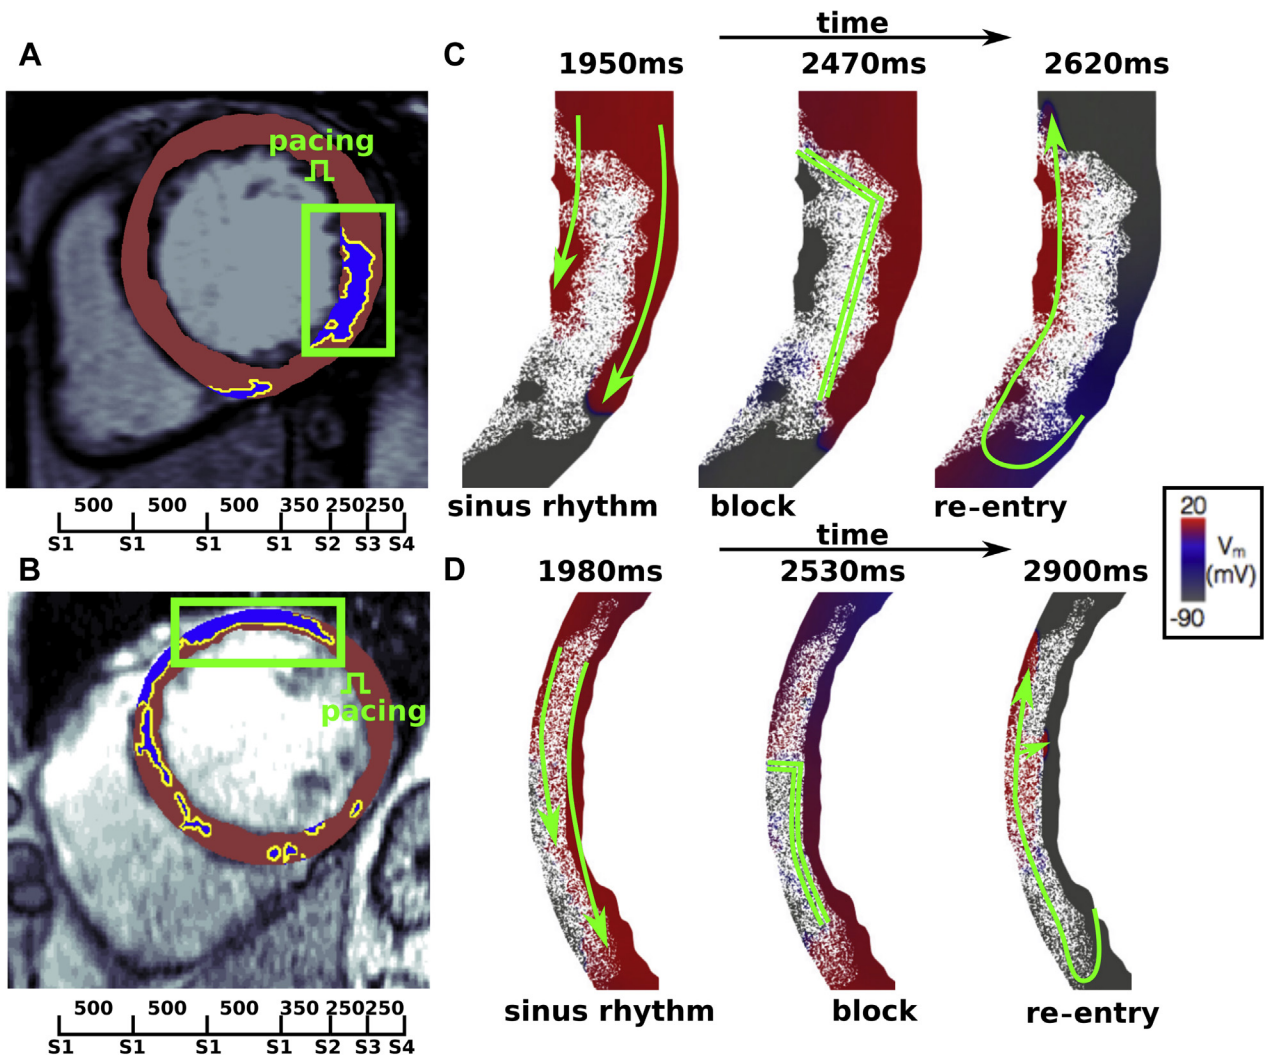 A
pacing
500 500 500 350 250 250
S1 S1 S1 S1 S2 S3 S4
B
pacing
500 500 500 350 250 250
S1 S1 S1 S1 S2 S3 S4
C
time
1950ms 2470ms 2620ms
sinus rhythm block re-entry
D
time
1980ms 2530ms 2900ms
sinus rhythm block re-entry
20
Vm
(mV)
-90